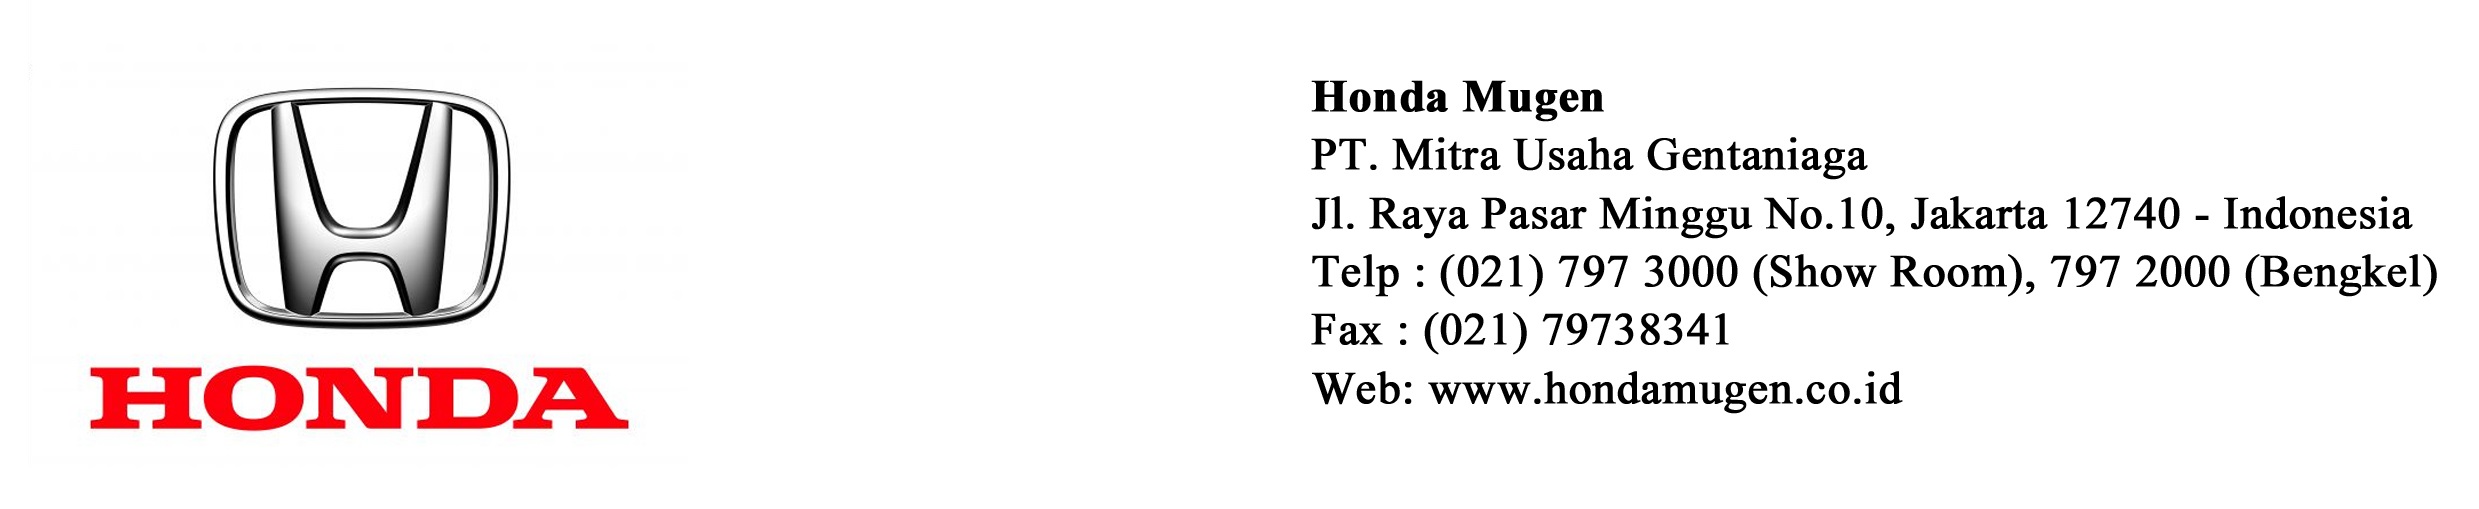 HONDA
Honda Mugen
PT. Mitra Usaha Gentaniaga
Jl. Raya Pasar Minggu No.10, Jakarta 12740 - Indonesia
Telp : (021) 797 3000 (Show Room), 797 2000 (Bengkel)
Fax : (021) 79738341
Web: www.hondamugen.co.id